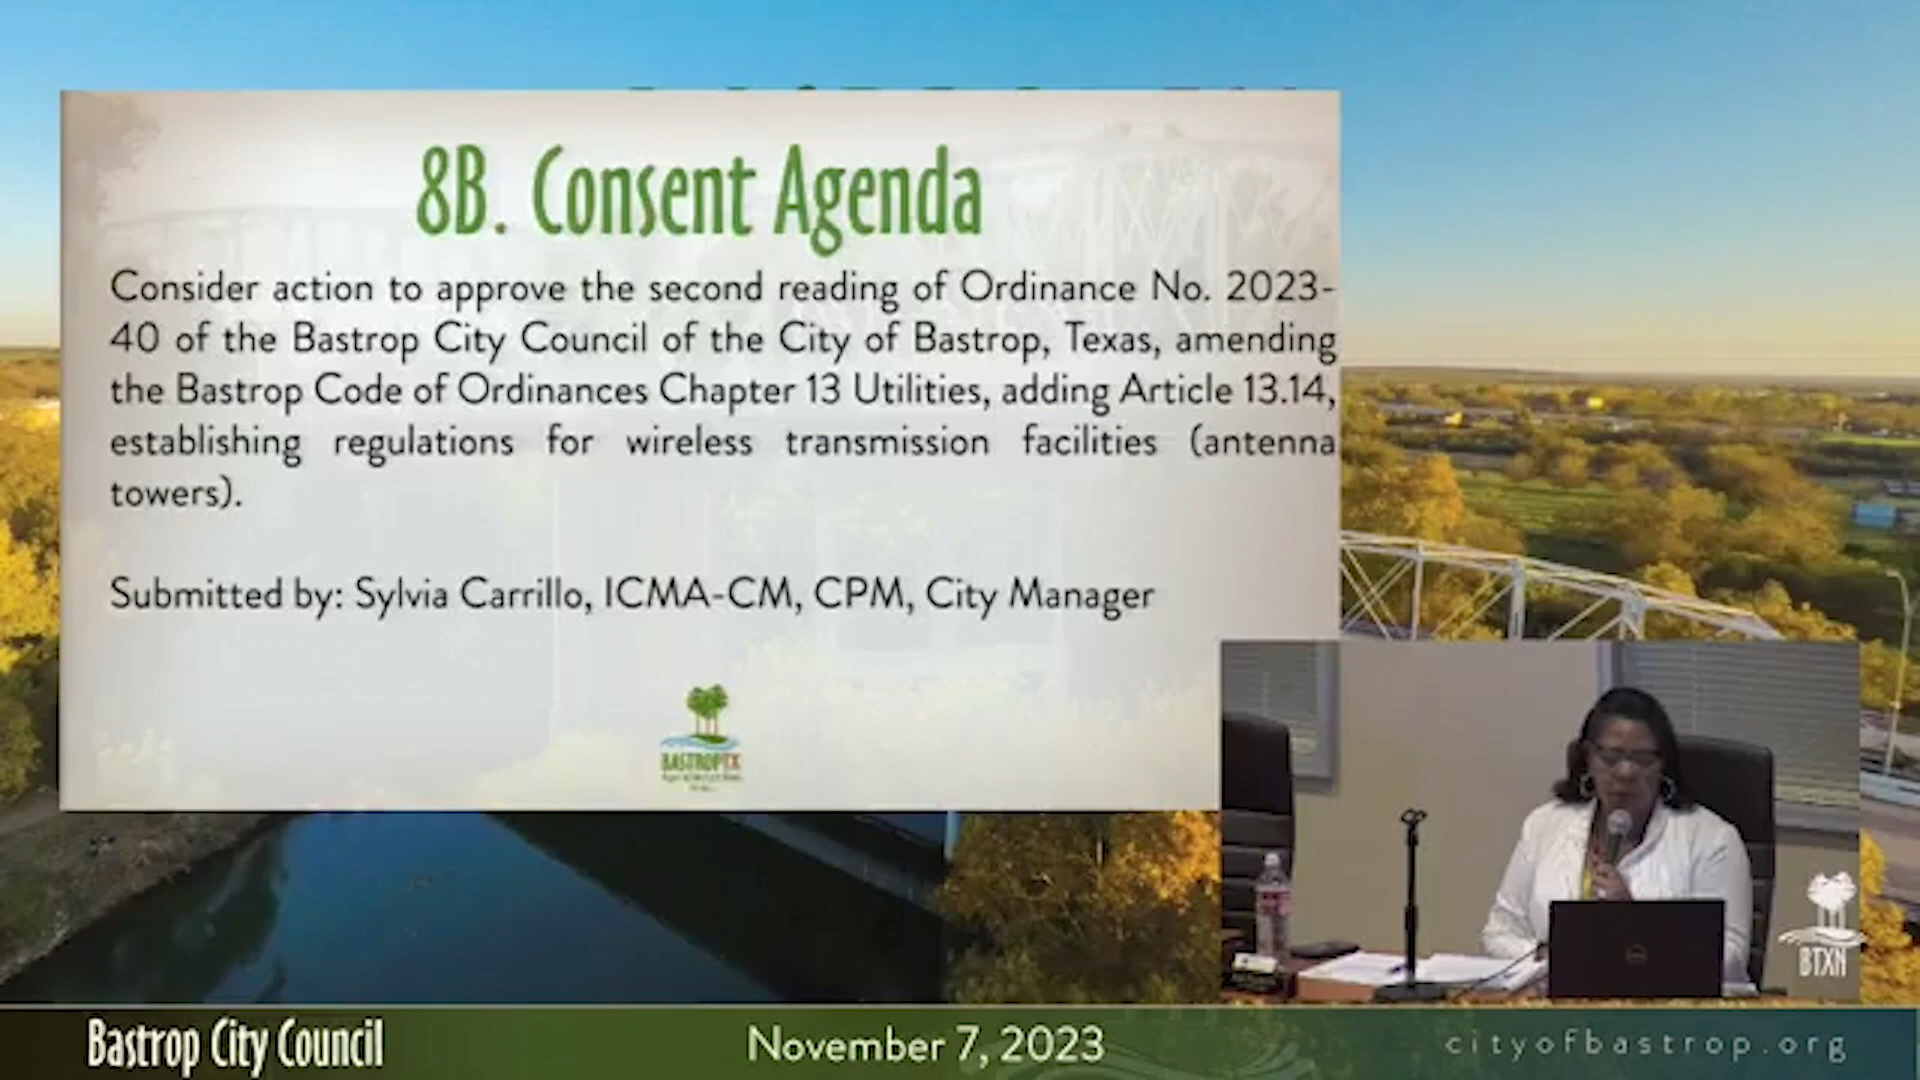 8B. Consent Agenda
Consider action to approve the second reading of Ordinance No. 2023-
40 of the Bastrop City Council of the City of Bastrop, Texas, amending
the Bastrop Code of Ordinances Chapter 13 Utilities, adding Article 13.14,
establishing regulations for wireless transmission facilities (antenna
towers).
Submitted by: Sylvia Carrillo, ICMA-CM, CPM, City Manager
BASTROPTX
BTXN
Bastrop City Council
November 7, 2023
cityofbastrop.org